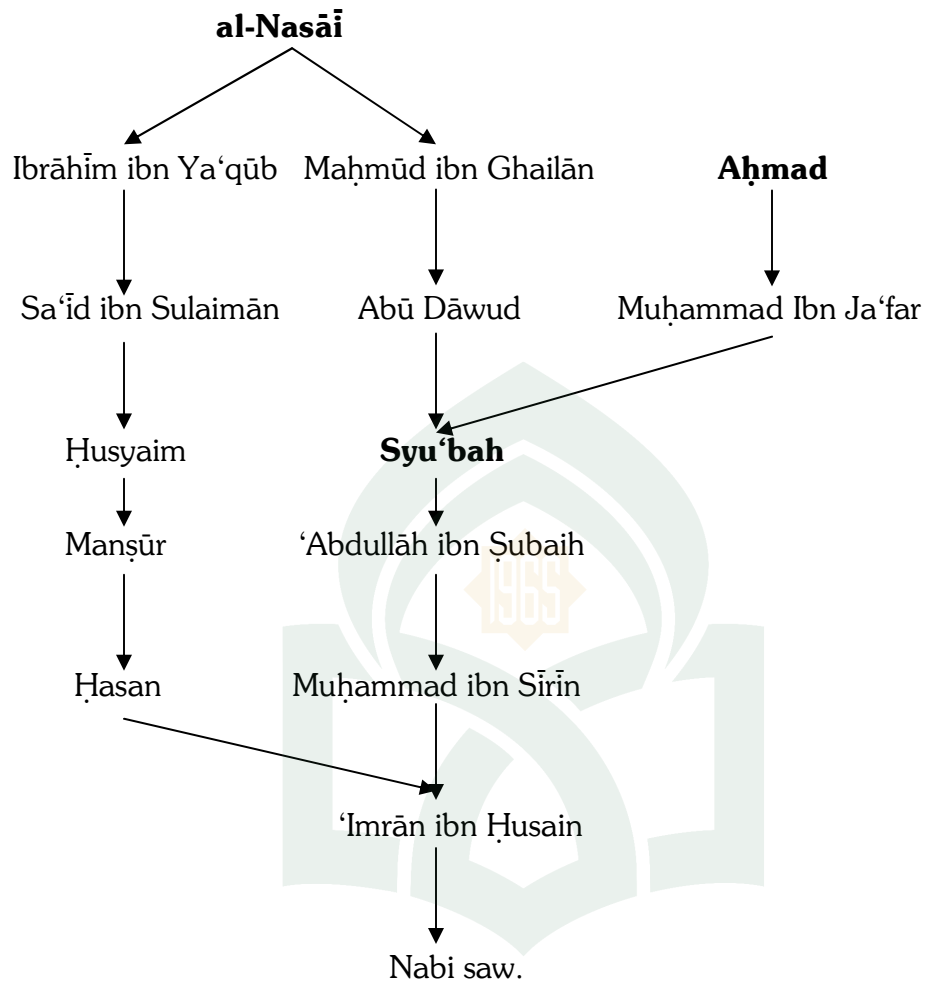 al-Nasāī
Ibrāhīm ibn Ya‘qūb Maḥmūd ibn Ghailān Aḥmad
Sa‘īd ibn Sulaimān Abū Dāwud Muḥammad Ibn Ja‘far
Ḥusyaim Syu‘bah
Manṣūr ‘Abdullāh ibn Ṣubaih
1965
Ḥasan Muḥammad ibn Sīrīn
‘Imrān ibn Ḥusain
Nabi saw.